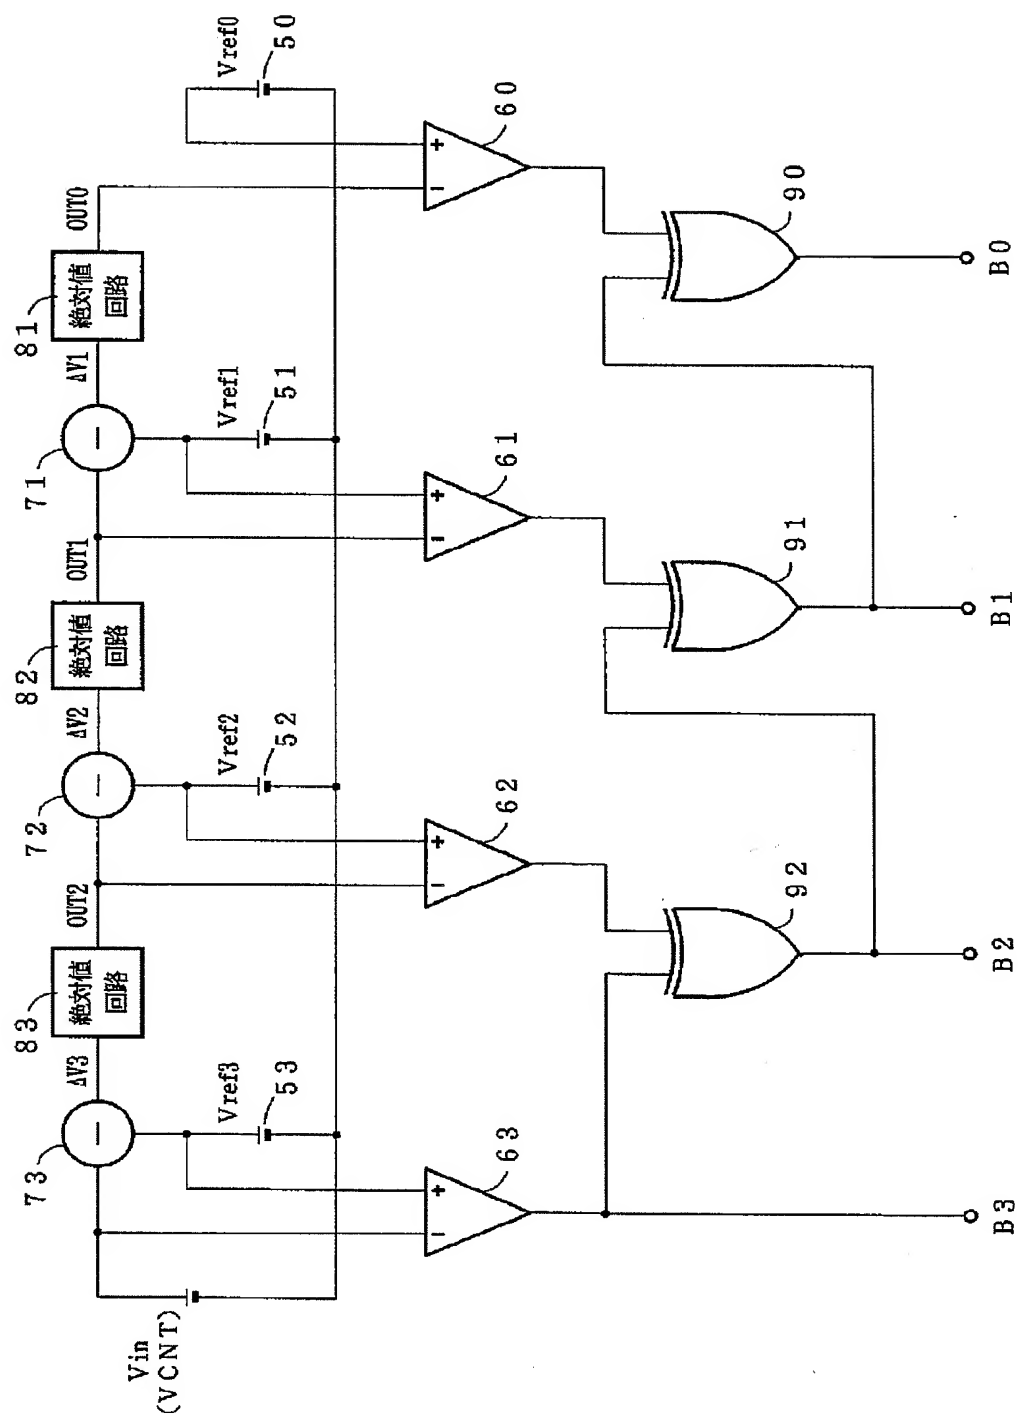 Vin
(VCNT)
73
ΔV3
83
絶対値
回路
OUT2
72
ΔV2
82
絶対値
回路
OUT1
71
ΔV1
81
絶対値
回路
OUT0
Vref3
53
Vref2
52
Vref1
51
Vref0
50
−
+
63
−
+
62
−
+
61
−
+
60
92
91
90
B3
B2
B1
B0